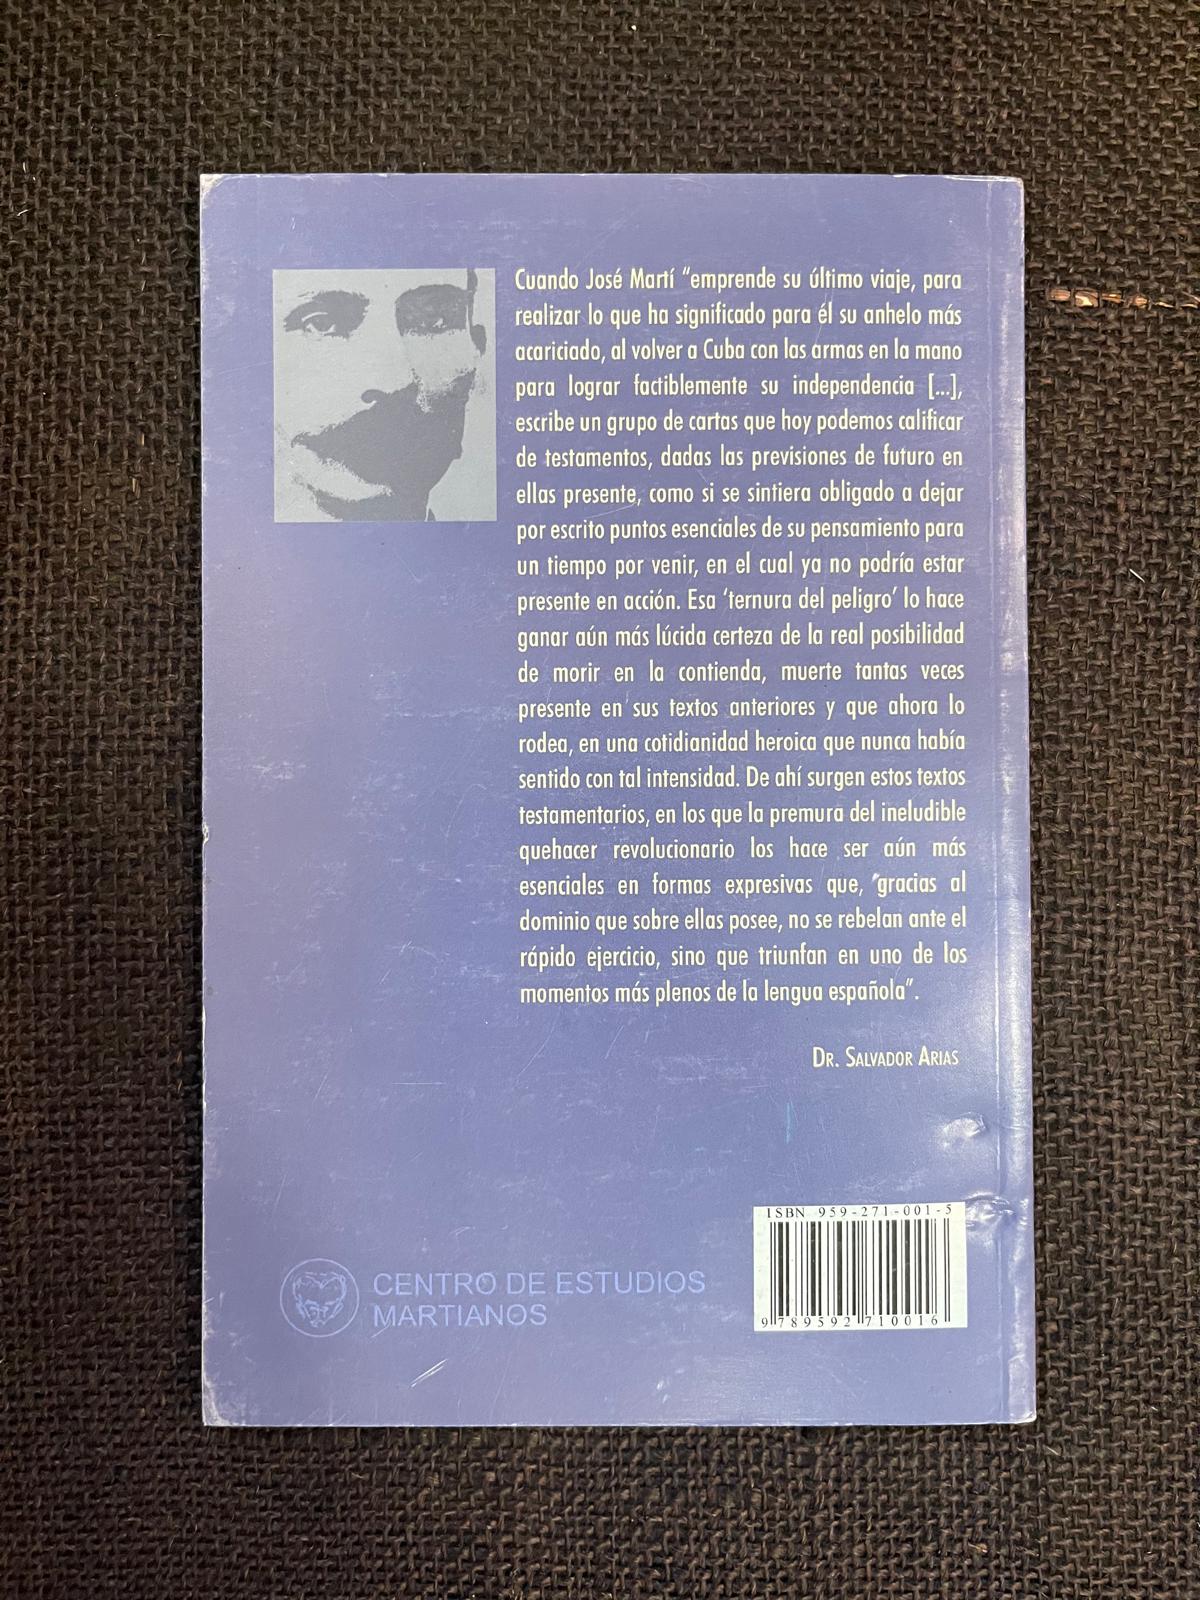 Cuando José Martí “emprende su último viaje, para
realizar lo que ha significado para él su anhelo más
acariciado, al volver a Cuba con las armas en la mano
para lograr factiblemente su independencia [...],
escribe un grupo de cartas que hoy podemos calificar
de testamentos, dadas las previsiones de futuro en
ellas presente, como si se sintiera obligado a dejar
por escrito puntos esenciales de su pensamiento para
un tiempo por venir, en el cual ya no podría estar
presente en acción. Esa ‘ternura del peligro’ lo hace
ganar aún más lúcida certeza de la real posibilidad
de morir en la contienda, muerte tantas veces
presente en sus textos anteriores y que ahora lo
rodea, en una cotidianidad heroica que nunca había
sentido con tal intensidad. De ahí surgen estos textos
testamentarios, en los que la premura del ineludible
quehacer revolucionario los hace ser aún más
esenciales en formas expresivas que, “gracias al
dominio que sobre ellas posee, no se rebelan ante el
rápido ejercicio, sino que triunfan en uno de los
momentos más plenos de la lengua española”.
DR. SALVADOR ARIAS
ISBN 959-271-001-5
9 789592 710016
CENTRO DE ESTUDIOS
MARTIANOS